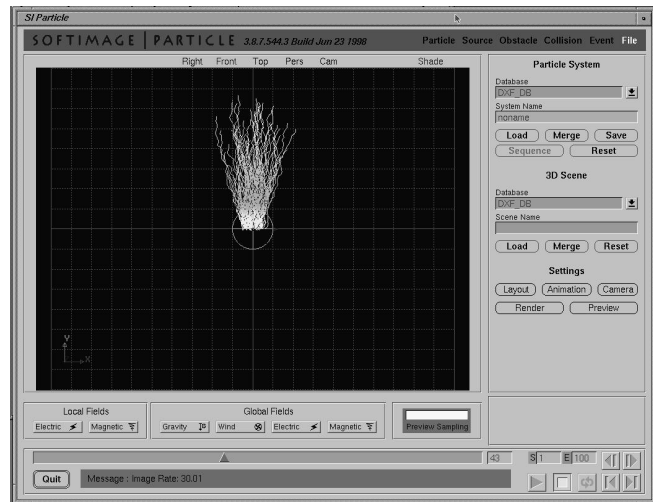 SI Particle
SOFTIMAGE | PARTICLE 3.8.7.544.3 Build Jun 23 1998 Particle Source Obstacle Collision Event File
Right Front Top Pers Cam Shade
Y
X
Particle System
Database
DXF_DB
System Name
noname
Load Merge Save
Sequence Reset
3D Scene
Database
DXF_DB
Scene Name
Load Merge Reset
Settings
Layout Animation Camera
Render Preview
Local Fields
Electric Magnetic
Global Fields
Gravity Wind Electric Magnetic
Preview Sampling
43 S 1 E 100
Quit Message : Image Rate: 30.01